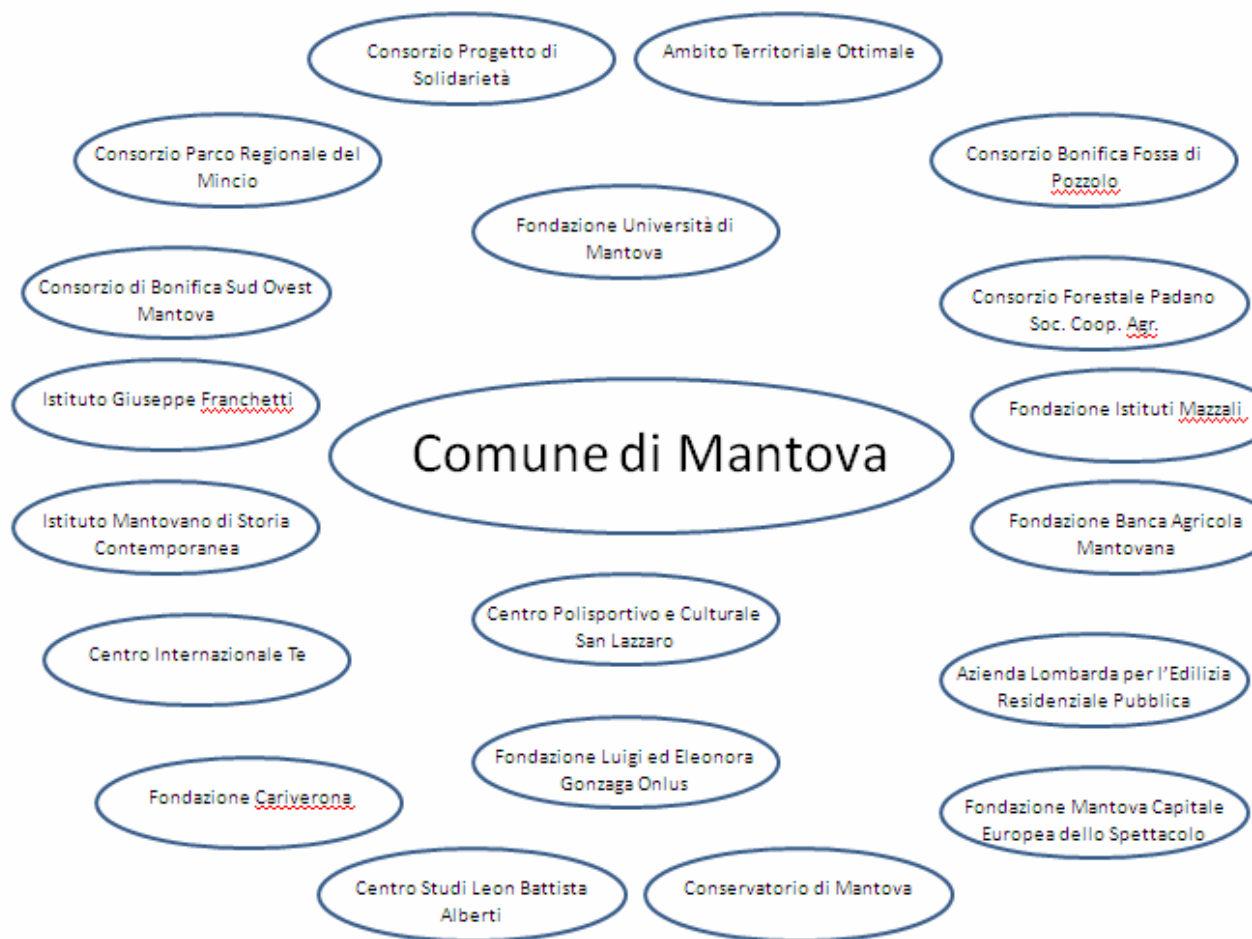 Consorzio Progetto di
Solidarietà
Ambito Territoriale Ottimale
Consorzio Parco Regionale del
Mincio
Consorzio Bonifica Fossa di
Pozzolo
Fondazione Università di
Mantova
Consorzio di Bonifica Sud Ovest
Mantova
Consorzio Forestale Padano
Soc. Coop. Agr.
Istituto Giuseppe Franchetti
Fondazione Istituti Mazzali
Comune di Mantova
Istituto Mantovano di Storia
Contemporanea
Fondazione Banca Agricola
Mantovana
Centro Polisportivo e Culturale
San Lazzaro
Centro Internazionale Te
Azienda Lombarda per l'Edilizia
Residenziale Pubblica
Fondazione Luigi ed Eleonora
Gonzaga Onlus
Fondazione Cariverona
Fondazione Mantova Capitale
Europea dello Spettacolo
Centro Studi Leon Battista
Alberti
Conservatorio di Mantova